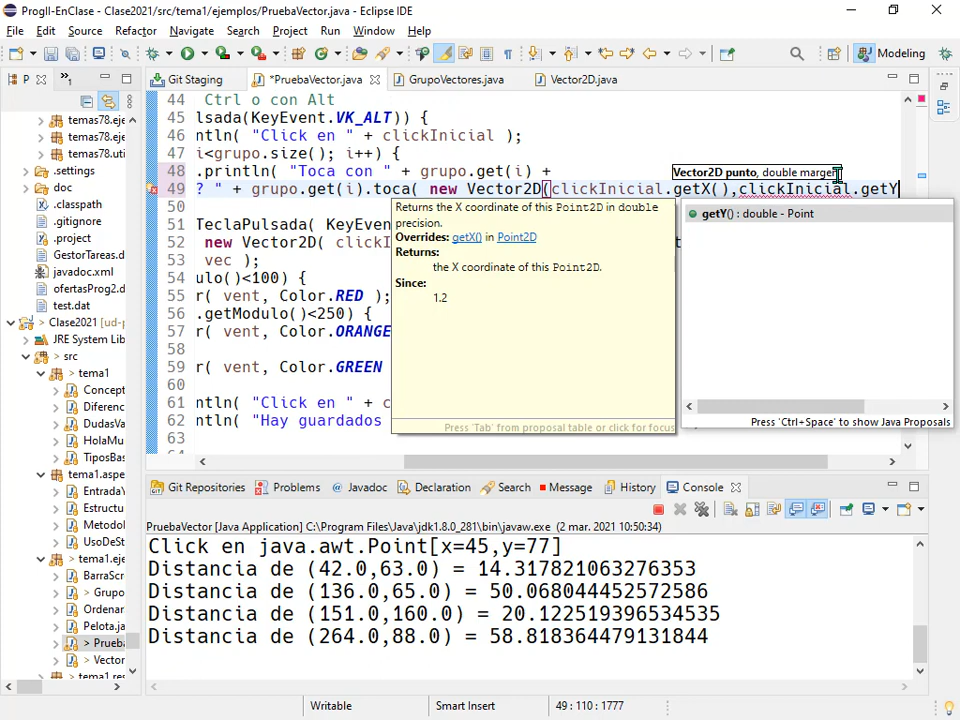 ProgII-EnClase - Clase2021/src/tema1/ejemplos/PruebaVector.java - Eclipse IDE
File Edit Source Refactor Navigate Search Project Run Window Help
Modeling
P
Git Staging
*PruebaVector.java
GrupoVectores.java
Vector2D.java
temas78.eje
temas78.eje
temas78.uti
.settings
doc
.classpath
.gitignore
.project
GestorTareas.d
javadoc.xml
ofertasProg2.d
test.dat
Clase2021 [ud-p
JRE System Lib
> src
> tema1
Concept
Diferenc
DudasVa
HolaMu
TiposBas
tema1.aspe
EntradaY
Estructu
Metodol
UsoDeSt
> tema1.eje
BarraScr
> Grupo
Ordenar
Pelota.ja
> Prueba
> Vector
tema1.res
44 Ctrl o con Alt
45 lsada(KeyEvent.VK_ALT)) {
46 ntln( "Click en " + clickInicial );
47 i<grupo.size(); i++) {
48 .println( "Toca con " + grupo.get(i) +
49 ? " + grupo.get(i).toca( new Vector2D(clickInicial.getX(),clickInicial.getY
50
51 TeclaPulsada( KeyEven
52 new Vector2D( clickI
53 vec );
54 ulo()<100) {
55 r( vent, Color.RED );
56 .getModulo()<250) {
57 r( vent, Color.ORANGE
58
59 r( vent, Color.GREEN
60
61 ntln( "Click en " + c
62 ntln( "Hay guardados
63
Vector2D punto, double margen
Returns the X coordinate of this Point2D in double
precision.
Overrides: getX() in Point2D
Returns:
the X coordinate of this Point2D.
Since:
1.2
Press 'Tab' from proposal table or click for focus
getY() : double - Point
Press 'Ctrl+Space' to show Java Proposals
Git Repositories
Problems
Javadoc
Declaration
Search
Message
History
Console
PruebaVector [Java Application] C:\Program Files\Java\jdk1.8.0_281\bin\javaw.exe (2 mar. 2021 10:50:34)
Click en java.awt.Point[x=45,y=77]
Distancia de (42.0,63.0) = 14.317821063276353
Distancia de (136.0,65.0) = 50.068044452572586
Distancia de (151.0,160.0) = 20.122519396534535
Distancia de (264.0,88.0) = 58.818364479131844
Writable
Smart Insert
49 : 110 : 1777